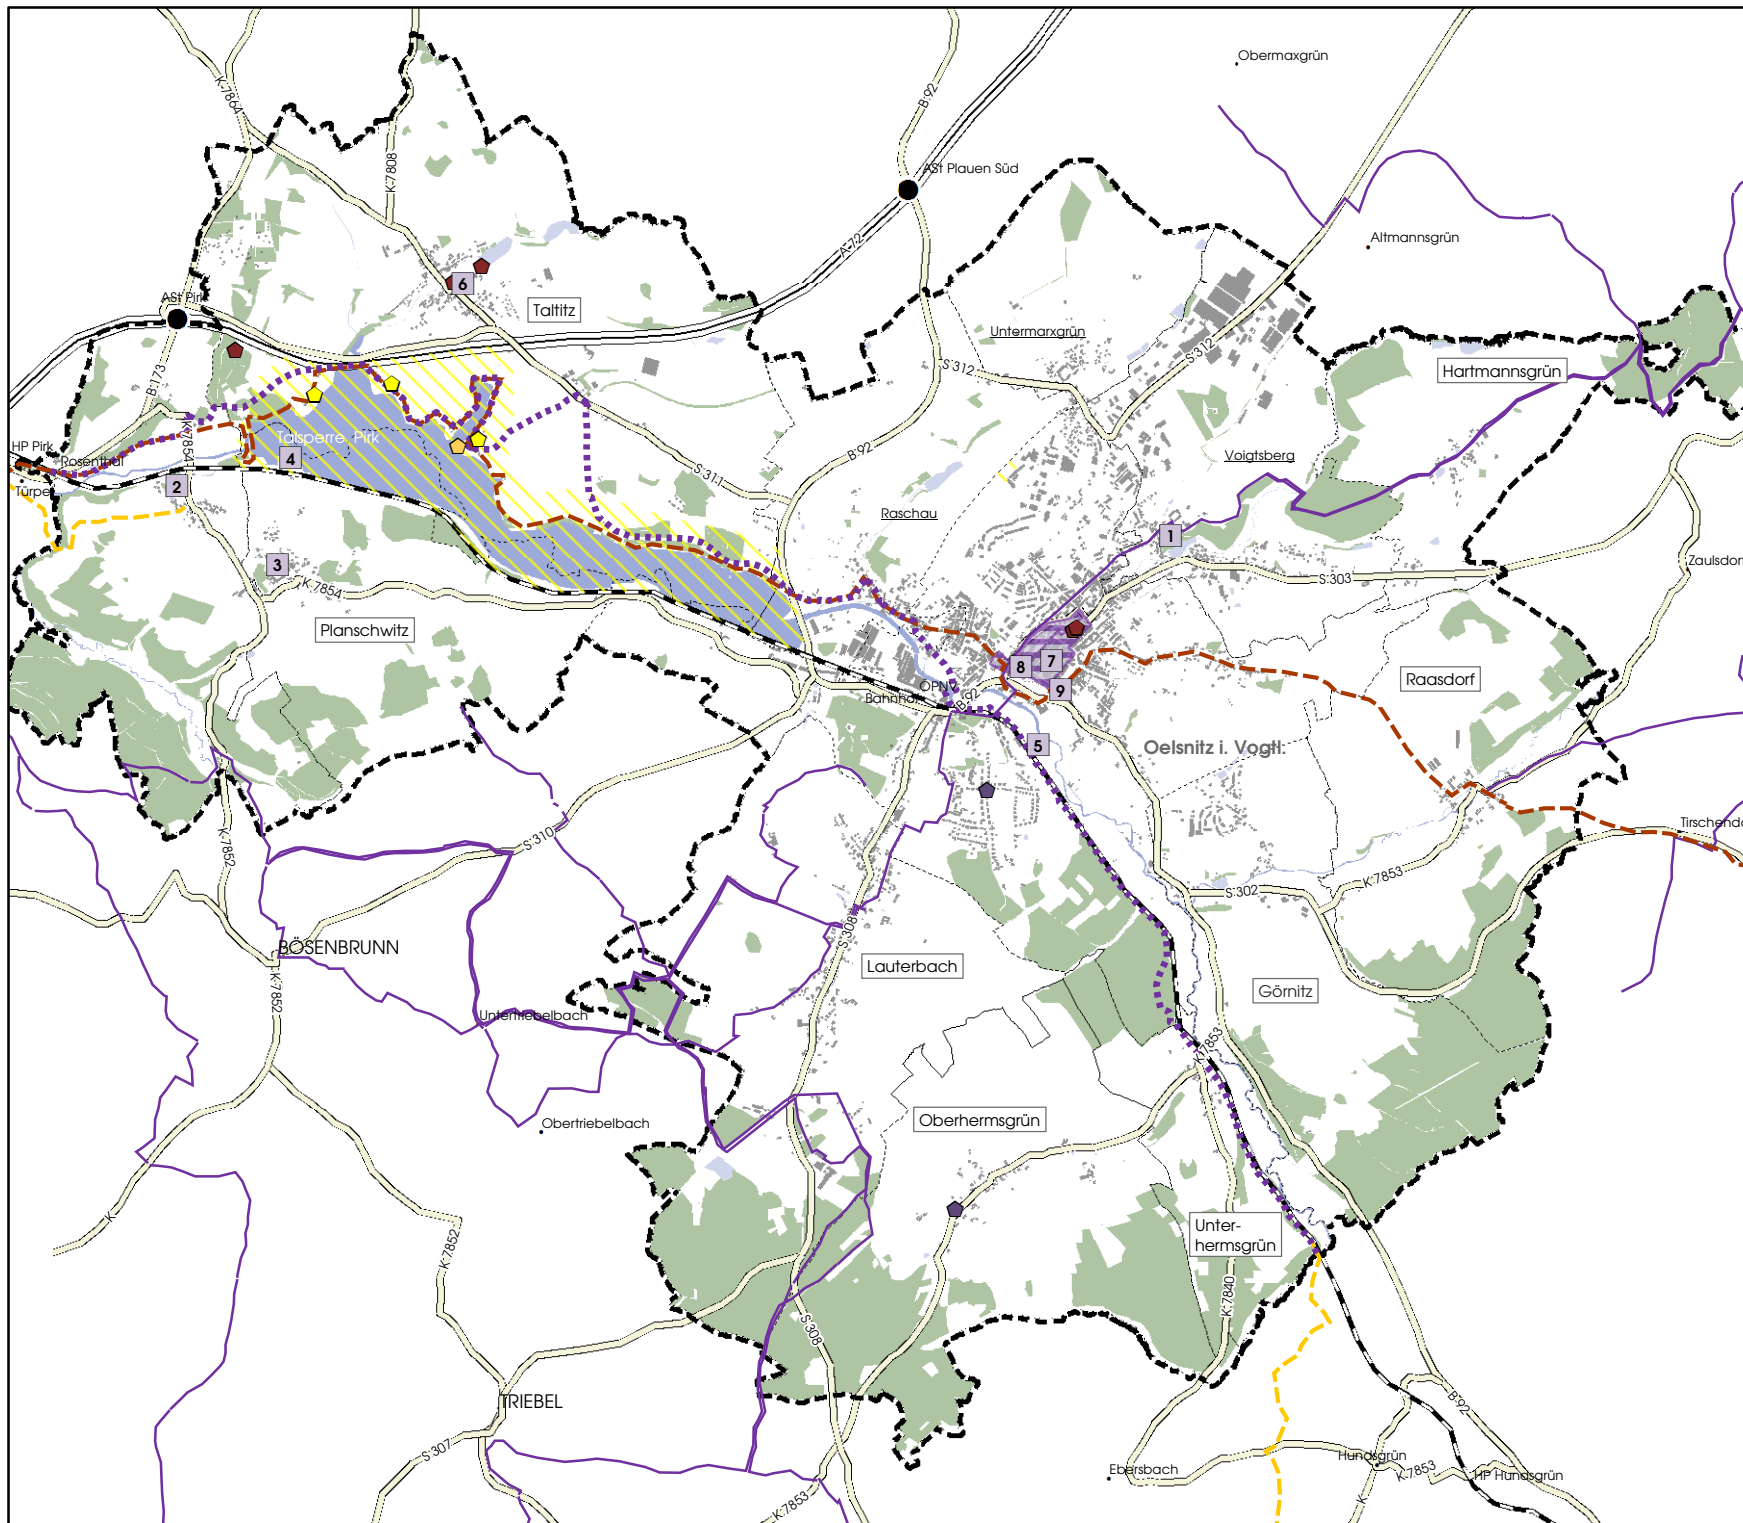 Obermaxgrün
K 7864
B 92
K 7808
ASt Plauen Süd
Altmannsgrün
A 72
6
ASt Pirk
Taltitz
Untermarxgrün
S 312
S 312
Hartmannsgrün
B 173
HP Pirk
K 7854
Talsperre Pirk
Rosenthal
4
S 311
B 92
Voigtsberg
Türpe
2
Raschau
1
3
Zaulsdorf
K 7854
S 303
Planschwitz
8
7
9
Raasdorf
ÖPNV
Bahnhof
B 92
5
Oelsnitz i. Vogtl.
K 7852
S 310
Tirschend
K 7853
S 302
S 308
BÖSENBRUNN
Lauterbach
K 7852
Görnitz
Untertriebelbach
K 7853
Obertriebelbach
Oberhermsgrün
K
Unter-
hermsgrün
K 7852
K 7840
S 308
TRIEBEL
B 92
S 307
Ebersbach
Hundsgrün
K 7853
HP Hundsgrün
K 7853
K